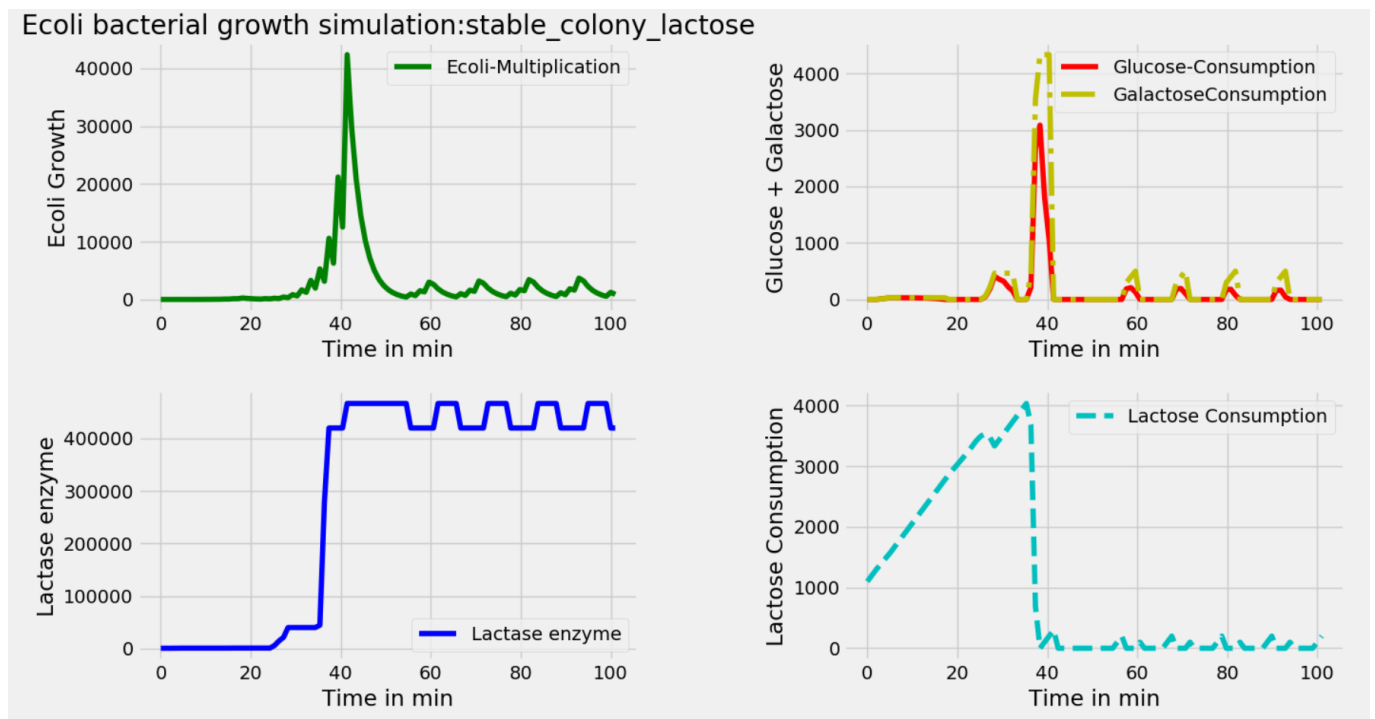 Ecoli bacterial growth simulation:stable_colony_lactose
Ecoli Growth
40000
30000
20000
10000
0
Ecoli-Multiplication
0 20 40 60 80 100
Time in min
Glucose + Galactose
4000
3000
2000
1000
0
Glucose-Consumption
GalactoseConsumption
0 20 40 60 80 100
Time in min
Lactase enzyme
400000
300000
200000
100000
0
Lactase enzyme
0 20 40 60 80 100
Time in min
Lactose Consumption
4000
3000
2000
1000
0
Lactose Consumption
0 20 40 60 80 100
Time in min